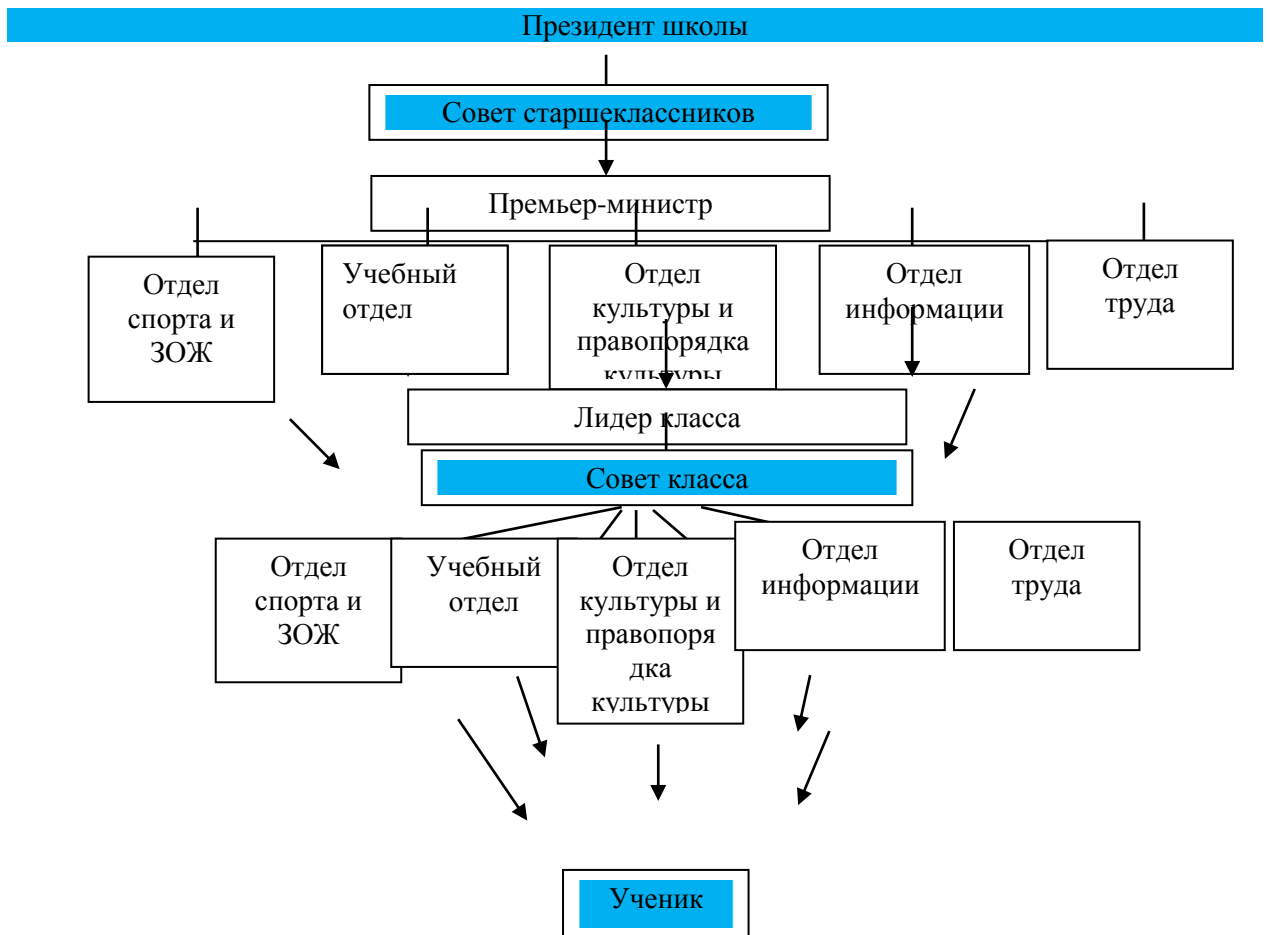 Президент школы
Совет старшеклассников
Премьер-министр
Отдел
спорта и
ЗОЖ
Учебный
отдел
Отдел
культуры и
правопорядка
культуры
Отдел
информации
Отдел
труда
Лидер класса
Совет класса
Отдел
спорта и
ЗОЖ
Учебный
отдел
Отдел
культуры и
правопоря
дка
культуры
Отдел
информации
Отдел
труда
Ученик